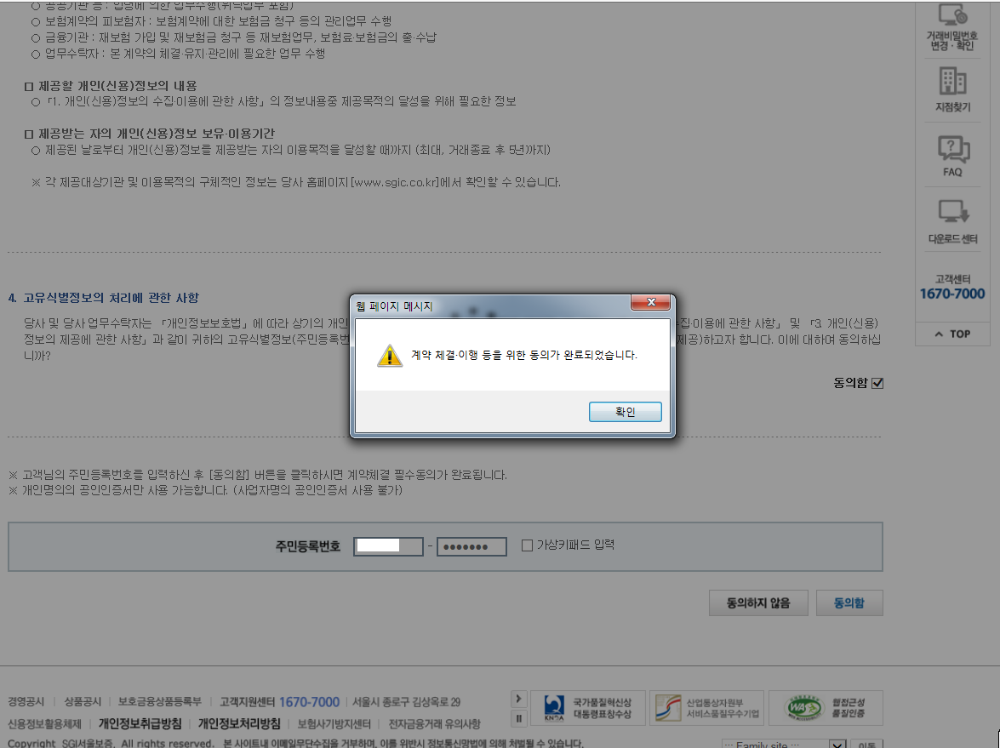 ○ 공공기관 등 : 법령에 의한 업무수행(위탁업무 포함)
○ 보험계약의 피보험자 : 보험계약에 대한 보험금 청구 등의 관리업무 수행
○ 금융기관 : 재보험 가입 및 재보험금 청구 등 재보험업무, 보험료·보험금의 출·수납
○ 업무수탁자 : 본 계약의 체결·유지·관리에 필요한 업무 수행
□ 제공할 개인(신용)정보의 내용
○ 「1. 개인(신용)정보의 수집·이용에 관한 사항」의 정보내용중 제공목적의 달성을 위해 필요한 정보
□ 제공받는 자의 개인(신용)정보 보유·이용기간
○ 제공된 날로부터 개인(신용)정보를 제공받는 자의 이용목적을 달성할 때까지 (최대, 거래종료 후 5년까지)
※ 각 제공대상기관 및 이용목적의 구체적인 정보는 당사 홈페이지[www.sgic.co.kr]에서 확인할 수 있습니다.
4. 고유식별정보의 처리에 관한 사항
당사 및 당사 업무수탁자는 「개인정보보호법」에 따라 상기의 개인 집·이용에 관한 사항」 및 「3. 개인(신용)
정보의 제공에 관한 사항」과 같이 귀하의 고유식별정보(주민등록번 제공)하고자 합니다. 이에 대하여 동의하십
니까?
동의함
웹 페이지 메시지
계약 체결·이행 등을 위한 동의가 완료되었습니다.
확인
※ 고객님의 주민등록번호를 입력하신 후 [동의함] 버튼을 클릭하시면 계약체결 필수동의가 완료됩니다.
※ 개인명의의 공인인증서만 사용 가능합니다. (사업자명의 공인인증서 사용 불가)
주민등록번호 - ●●●●●●● 가상키패드 입력
동의하지 않음 동의함
거래비밀번호
변경·확인
지점찾기
FAQ
다운로드 센터
고객센터
1670-7000
TOP
경영공시 | 상품공시 | 보호금융상품등록부 | 고객지원센터 1670-7000 | 서울시 종로구 김상옥로 29
신용정보활용체제 | 개인정보취급방침 | 개인정보처리방침 | 보험사기방지센터 | 전자금융거래 유의사항
Copyright SGI서울보증, All rights reserved. 본 사이트내 이메일무단수집을 거부하며, 이를 위반시 정보통신망법에 의해 처벌될 수 있습니다.
국가품질혁신상
대통령표창수상
산업통상자원부
서비스품질우수기업
WA
웹접근성
품질인증
::: Family site :::
이동